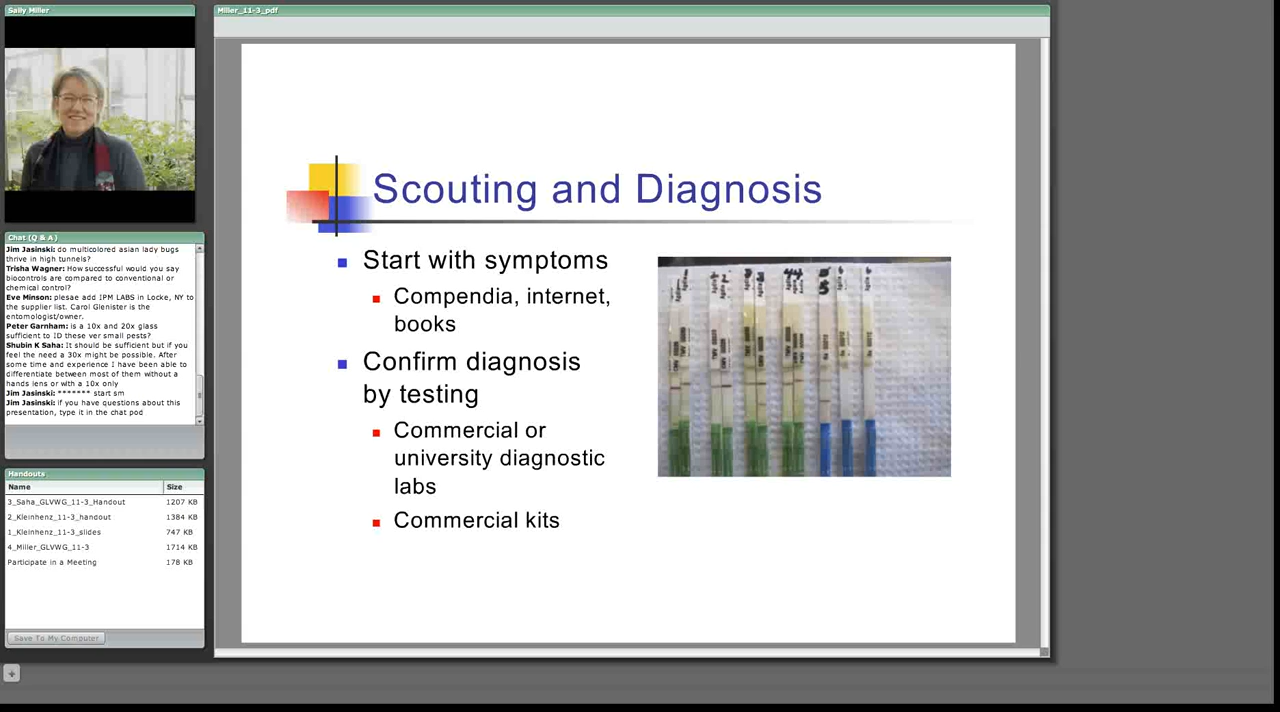 Sally Miller
Miller_11-3_pdf
Chat (Q & A)
Jim Jasinski: do multicolored asian lady bugs
thrive in high tunnels?
Trisha Wagner: How successful would you say
biocontrols are compared to conventional or
chemical control?
Eve Minson: plesae add IPM LABS in Locke, NY to
the supplier list. Carol Glenister is the
entomologist/owner.
Peter Garnham: is a 10x and 20x glass
sufficient to ID these ver small pests?
Shubin K Saha: It should be sufficient but if you
feel the need a 30x might be possible. After
some time and experience I have been able to
differentiate between most of them without a
hands lens or with a 10x only
Jim Jasinski: ******* start sm
Jim Jasinski: if you have questions about this
presentation, type it in the chat pod
Handouts
Name Size
3_Saha_GLVWG_11-3_Handout 1207 KB
2_Kleinhenz_11-3_handout 1384 KB
1_Kleinhenz_11-3_slides 747 KB
4_Miller_GLVWG_11-3 1714 KB
Participate in a Meeting 178 KB
Save To My Computer
Scouting and Diagnosis
Start with symptoms
Compendia, internet,
books
Confirm diagnosis
by testing
Commercial or
university diagnostic
labs
Commercial kits